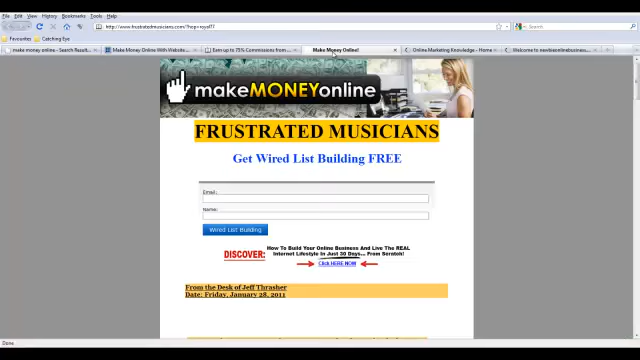 File Edit View History Bookmarks Tools Help
http://www.frustratedmusicians.com/?hop=royalf7
Google
Favourites Catching Eye
make money online - Search Result...
Make Money Online With Website...
Earn up to 75% Commissions from ...
Make Money Online!
Online Marketing Knowledge - Home
Welcome to newbieonlinebusiness...
makeMONEYonline
FRUSTRATED MUSICIANS
Get Wired List Building FREE
Email:
Name:
Wired List Building
DISCOVER:
How To Build Your Online Business And Live The REAL
Internet Lifestyle in Just 30 Days... From Scratch!
Click HERE NOW
From the Desk of Jeff Thrasher
Date: Friday, January 28, 2011
Done